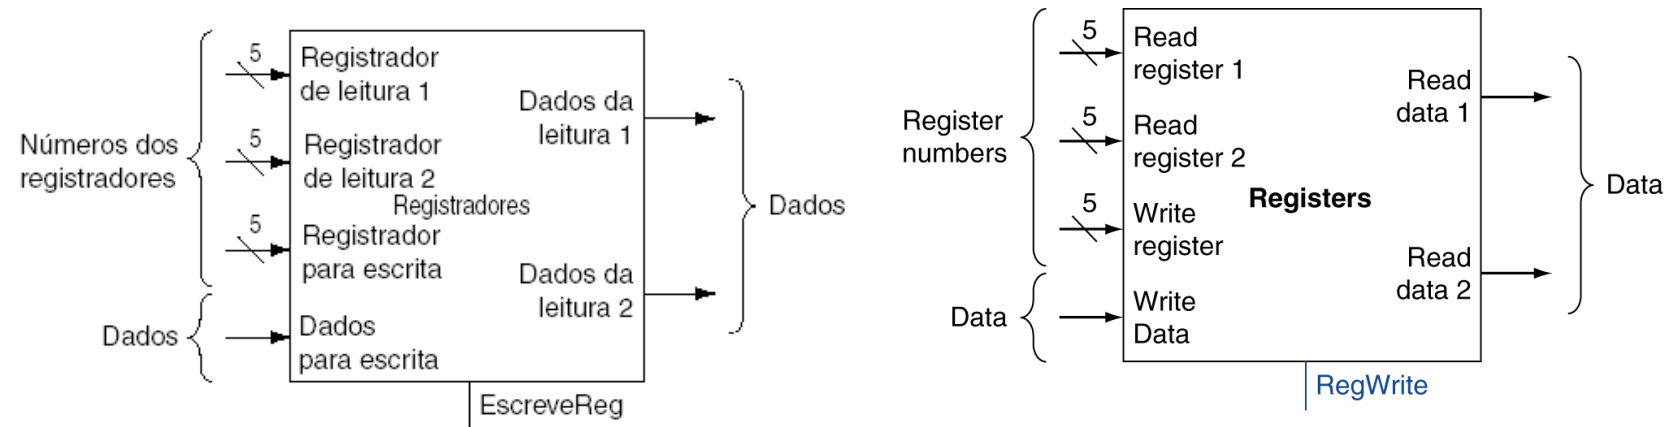 5
Registrador
de leitura 1
5
Registrador
de leitura 2
Números dos
registradores
Registradores
5
Registrador
para escrita
Dados
Dados
para escrita
Dados da
leitura 1
Dados da
leitura 2
Dados
EscreveReg
5
Read
register 1
5
Read
register 2
Register
numbers
Registers
5
Write
register
Data
Write
Data
Read
data 1
Read
data 2
Data
RegWrite